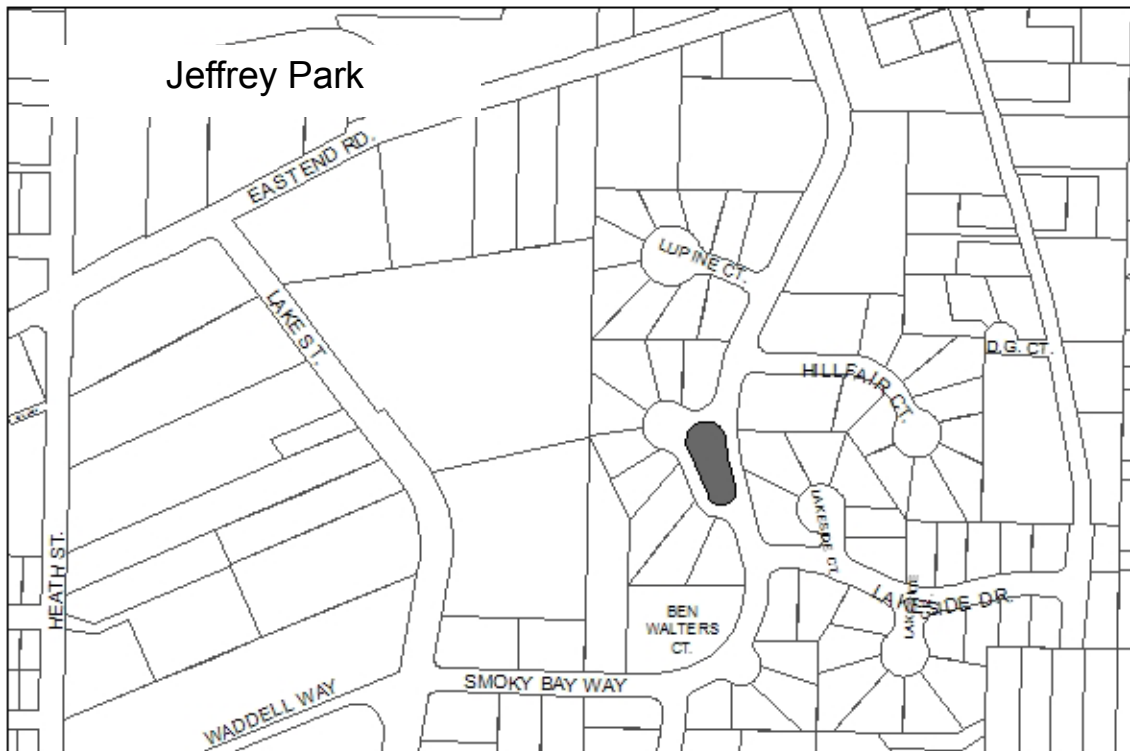 Jeffrey Park
EAST END RD.
LUPINE CT.
LAKE ST.
D.G. CT.
HILLFAIR CT.
LAKESIDE CT.
HEATH ST.
LAKESIDE DR.
BEN
WALTERS
CT.
SMOKY BAY WAY
WADDELL WAY